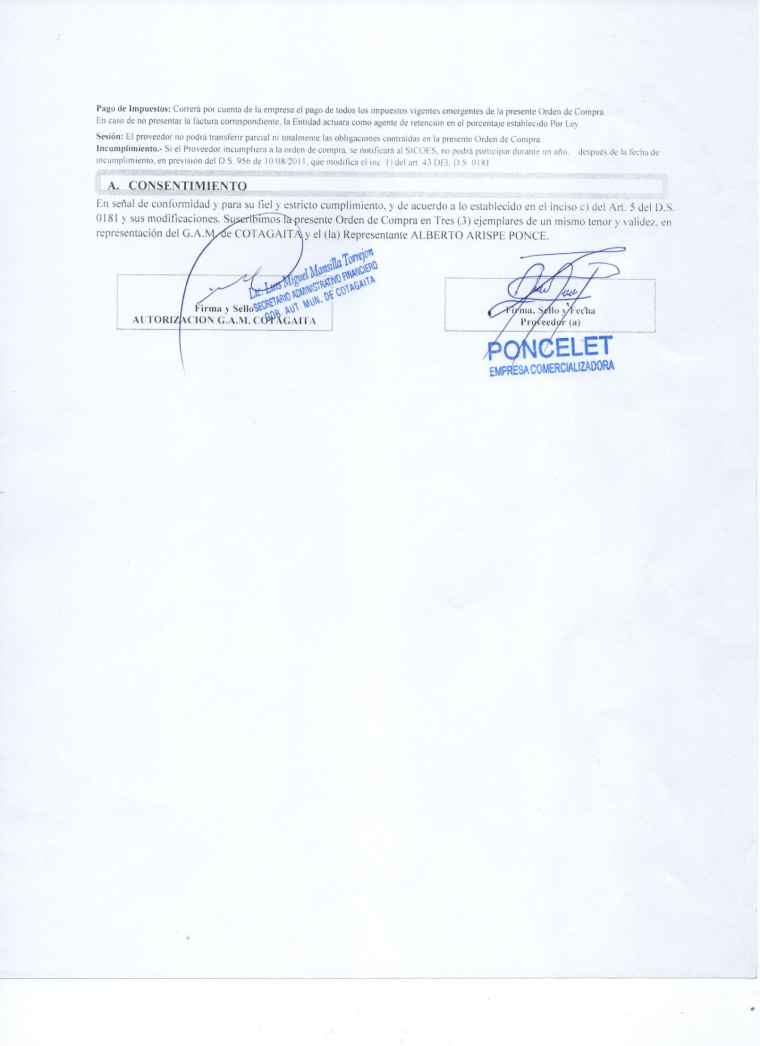 Pago de Impuestos: Correrá por cuenta de la empresa el pago de todos los impuestos vigentes emergentes de la presente Orden de Compra.
En caso de no presentar la factura correspondiente, la Entidad actuara como agente de retención en el porcentaje establecido Por Ley
Sesión: El proveedor no podrá transferir parcial ni totalmente las obligaciones contraídas en la presente Orden de Compra
Incumplimiento.- Si el Proveedor incumpliera a la orden de compra, se notificará al SICOES, no podrá participar durante un año, después de la fecha de
incumplimiento, en previsión del D.S. 956 de 10/08/2011, que modifica el inc. 1) del art. 43 DEL D.S. 0181
A. CONSENTIMIENTO
En señal de conformidad y para su fiel y estricto cumplimiento, y de acuerdo a lo establecido en el inciso c) del Art. 5 del D.S.
0181 y sus modificaciones. Suscribimos la presente Orden de Compra en Tres (3) ejemplares de un mismo tenor y validez, en
representación del G.A.M. de COTAGAITA y el (la) Representante ALBERTO ARISPE PONCE.
Lic. Luis Miguel Mansilla Torrejon
SECRETARIO ADMINISTRATIVO FINANCIERO
GOB. AUT. MUN. DE COTAGAITA
Firma y Sello
AUTORIZACION G.A.M. COTAGAITA
Firma, Sello y Fecha
Proveedor (a)
PONCELET
EMPRESA COMERCIALIZADORA